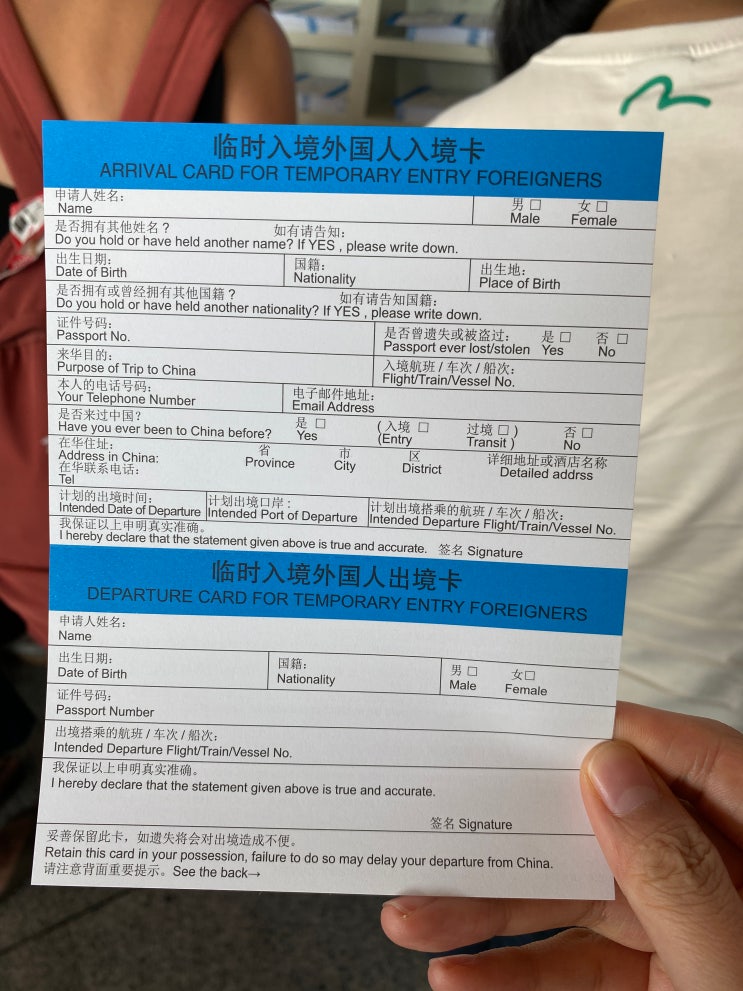 临时入境外国人入境卡
ARRIVAL CARD FOR TEMPORARY ENTRY FOREIGNERS
申请人姓名: 男 □ 女 □
Name Male Female
是否拥有其他姓名? 如有请告知:
Do you hold or have held another name? If YES , please write down.
出生日期: 国籍: 出生地:
Date of Birth Nationality Place of Birth
是否拥有或曾经拥有其他国籍? 如有请告知国籍:
Do you hold or have held another nationality? If YES , please write down.
证件号码: 是否曾遗失或被盗过: 是 □ 否 □
Passport No. Passport ever lost/stolen Yes No
来华目的: 入境航班 / 车次 / 船次:
Purpose of Trip to China Flight/Train/Vessel No.
本人的电话号码: 电子邮件地址:
Your Telephone Number Email Address
是否来过中国? 是 □ (入境 □ 过境 □ ) 否 □
Have you ever been to China before? Yes (Entry Transit ) No
在华住址: 省 市 区 详细地址或酒店名称
Address in China: Province City District Detailed addrss
在华联系电话:
Tel
计划的出境时间: 计划出境口岸 : 计划出境搭乘的航班 / 车次 / 船次:
Intended Date of Departure Intended Port of Departure Intended Departure Flight/Train/Vessel No.
我保证以上申明真实准确。
I hereby declare that the statement given above is true and accurate. 签名 Signature
临时入境外国人出境卡
DEPARTURE CARD FOR TEMPORARY ENTRY FOREIGNERS
申请人姓名:
Name
出生日期: 国籍: 男 □ 女□
Date of Birth Nationality Male Female
证件号码:
Passport Number
出境搭乘的航班 / 车次 / 船次:
Intended Departure Flight/Train/Vessel No.
我保证以上申明真实准确。
I hereby declare that the statement given above is true and accurate.
签名 Signature
妥善保留此卡，如遗失将会对出境造成不便。
Retain this card in your possession, failure to do so may delay your departure from China.
请注意背面重要提示。See the back→